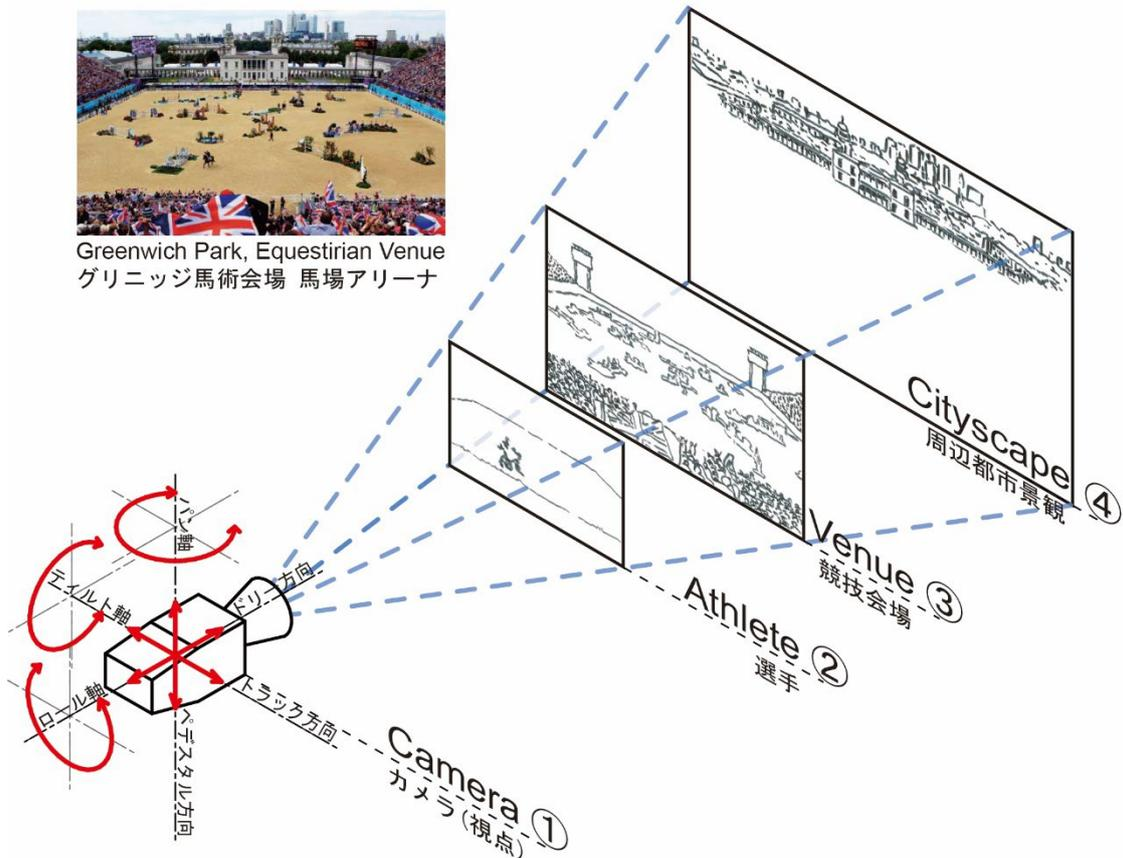 Greenwich Park, Equestrian Venue
グリニッジ馬術会場 馬場アリーナ
Cityscape ④
周辺都市景観
Venue ③
競技会場
Athlete ②
選手
Camera ①
カメラ(視点)
パン軸
ティルト軸
ロール軸
ドリー方向
トラック方向
ペデスタル方向